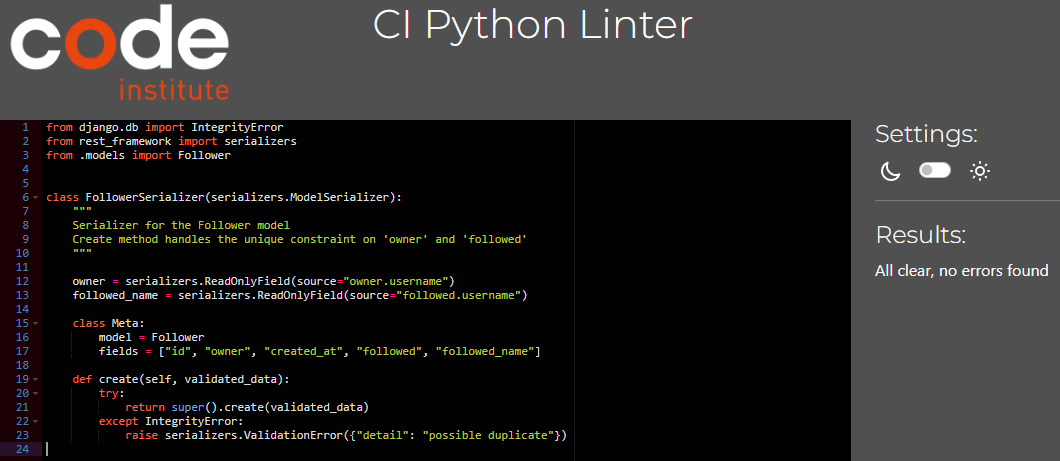 code
institute
CI Python Linter
1 from django.db import IntegrityError
2 from rest_framework import serializers
3 from .models import Follower
4
5
6 class FollowerSerializer(serializers.ModelSerializer):
7     """
8     Serializer for the Follower model
9     Create method handles the unique constraint on 'owner' and 'followed'
10     """
11
12     owner = serializers.ReadOnlyField(source="owner.username")
13     followed_name = serializers.ReadOnlyField(source="followed.username")
14
15     class Meta:
16         model = Follower
17         fields = ["id", "owner", "created_at", "followed", "followed_name"]
18
19     def create(self, validated_data):
20         try:
21             return super().create(validated_data)
22         except IntegrityError:
23             raise serializers.ValidationError({"detail": "possible duplicate"})
24
Settings:
Results:
All clear, no errors found